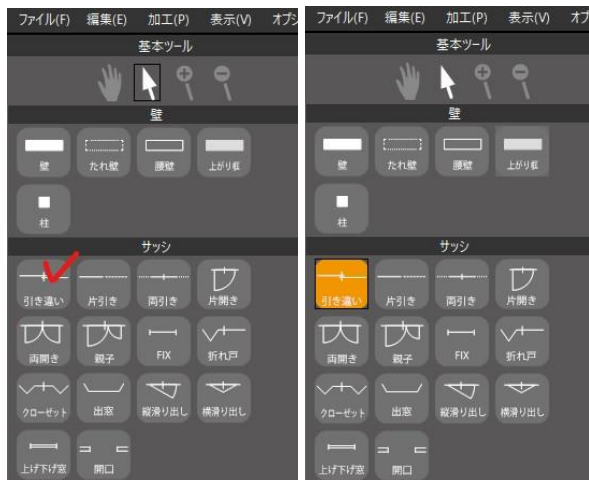 ファイル(F) 編集(E) 加工(P) 表示(V) オプシ
基本ツール
壁
壁 たれ壁 腰壁 上がり框
柱
サッシ
引き違い 片引き 両引き 片開き
両開き 親子 FIX 折れ戸
クローゼット 出窓 縦滑り出し 横滑り出し
上げ下げ窓 開口
ファイル(F) 編集(E) 加工(P) 表示(V) オプ
基本ツール
壁
壁 たれ壁 腰壁 上がり框
柱
サッシ
引き違い 片引き 両引き 片開き
両開き 親子 FIX 折れ戸
クローゼット 出窓 縦滑り出し 横滑り出し
上げ下げ窓 開口